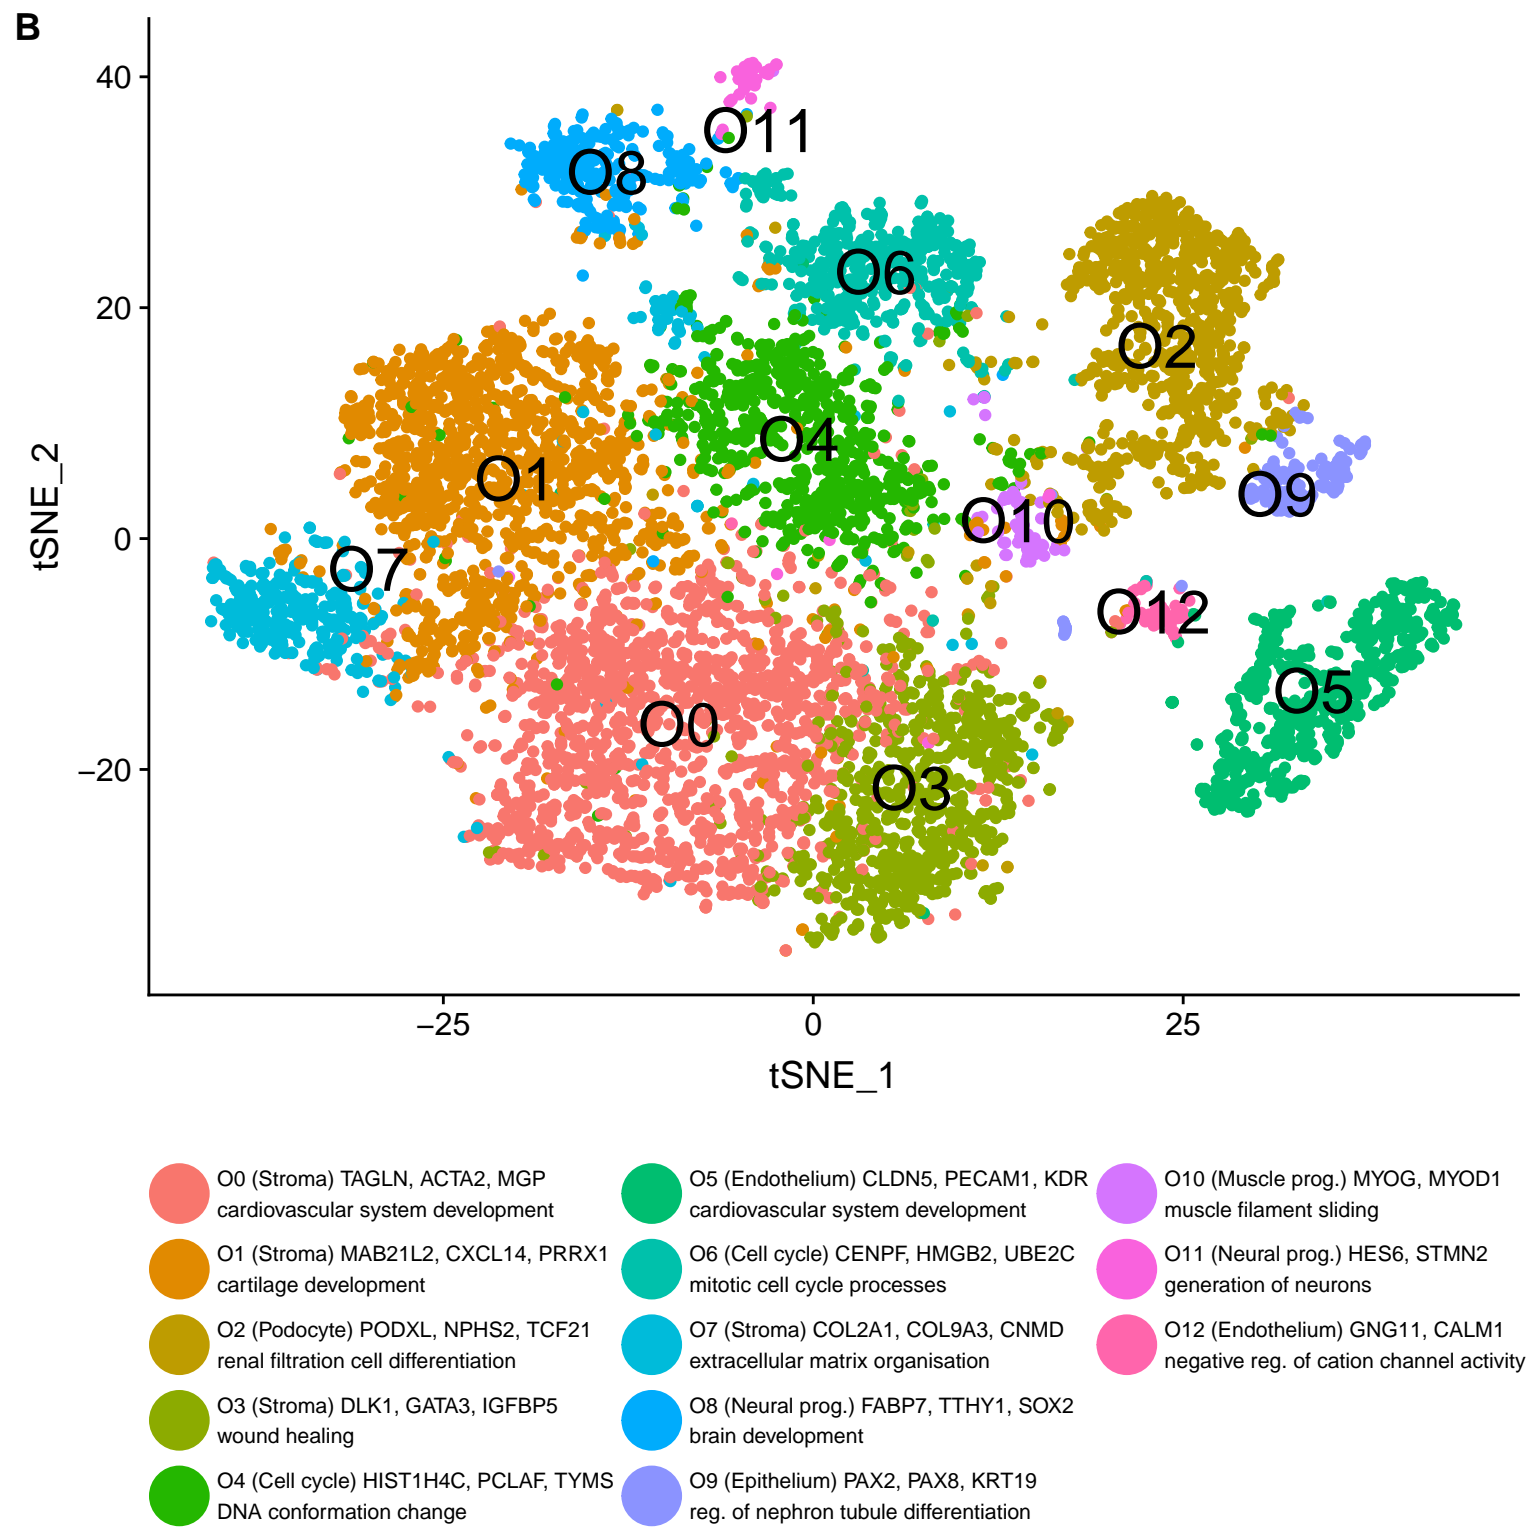 B
40
20
0
−20
tSNE_2
O11
O8
O6
O2
O4
O1
O9
O10
O7
O12
O5
O0
O3
−25
0
25
tSNE_1
O0 (Stroma) TAGLN, ACTA2, MGP
cardiovascular system development
O1 (Stroma) MAB21L2, CXCL14, PRRX1
cartilage development
O2 (Podocyte) PODXL, NPHS2, TCF21
renal filtration cell differentiation
O3 (Stroma) DLK1, GATA3, IGFBP5
wound healing
O4 (Cell cycle) HIST1H4C, PCLAF, TYMS
DNA conformation change
O5 (Endothelium) CLDN5, PECAM1, KDR
cardiovascular system development
O6 (Cell cycle) CENPF, HMGB2, UBE2C
mitotic cell cycle processes
O7 (Stroma) COL2A1, COL9A3, CNMD
extracellular matrix organisation
O8 (Neural prog.) FABP7, TTHY1, SOX2
brain development
O9 (Epithelium) PAX2, PAX8, KRT19
reg. of nephron tubule differentiation
O10 (Muscle prog.) MYOG, MYOD1
muscle filament sliding
O11 (Neural prog.) HES6, STMN2
generation of neurons
O12 (Endothelium) GNG11, CALM1
negative reg. of cation channel activity